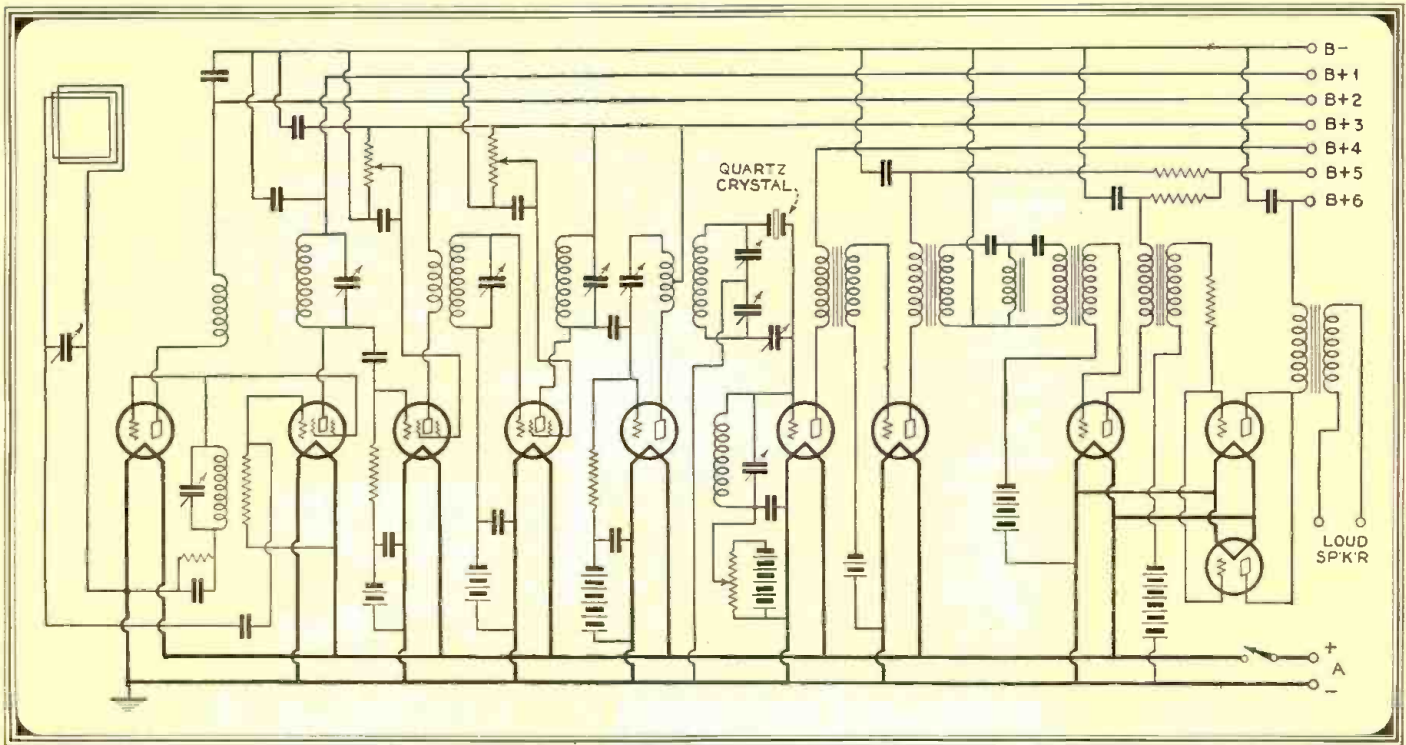 B-
B+1
B+2
B+3
B+4
B+5
B+6
QUARTZ
CRYSTAL
LOUD
SP'K'R
+
A
-